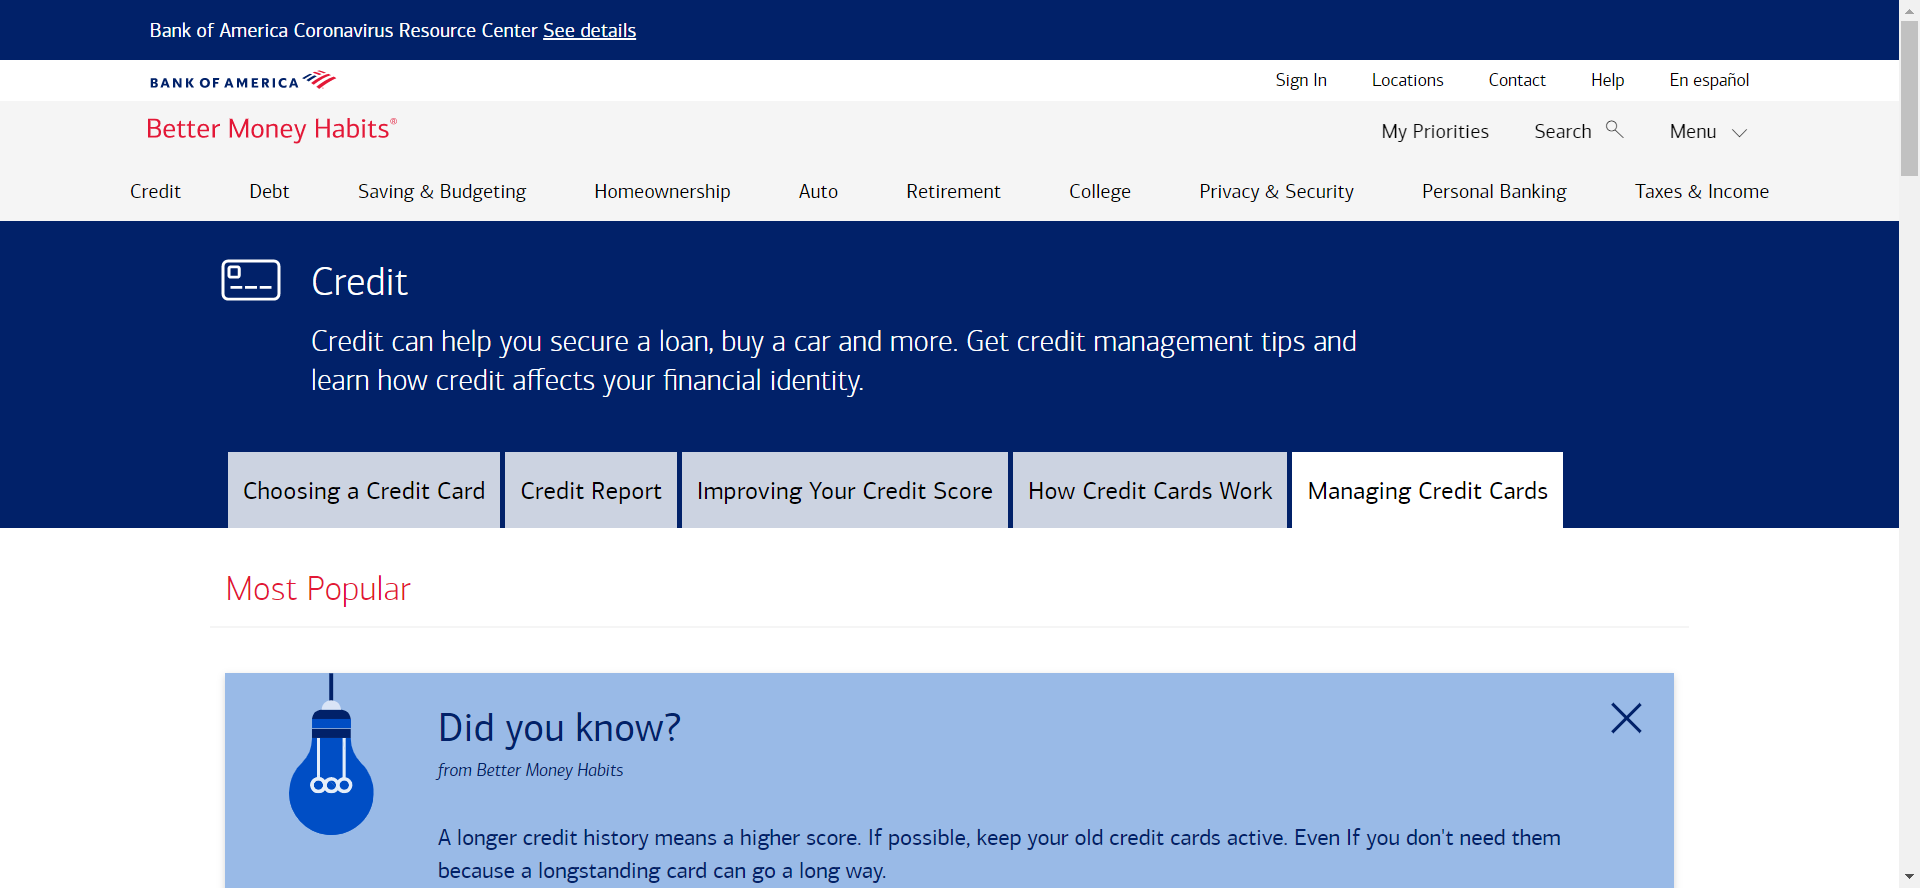 Bank of America Coronavirus Resource Center See details
BANK OF AMERICA
Sign In Locations Contact Help En español
Better Money Habits®
My Priorities Search Menu
Credit Debt Saving & Budgeting Homeownership Auto Retirement College Privacy & Security Personal Banking Taxes & Income
Credit
Credit can help you secure a loan, buy a car and more. Get credit management tips and
learn how credit affects your financial identity.
Choosing a Credit Card Credit Report Improving Your Credit Score How Credit Cards Work Managing Credit Cards
Most Popular
Did you know?
from Better Money Habits
A longer credit history means a higher score. If possible, keep your old credit cards active. Even If you don't need them
because a longstanding card can go a long way.